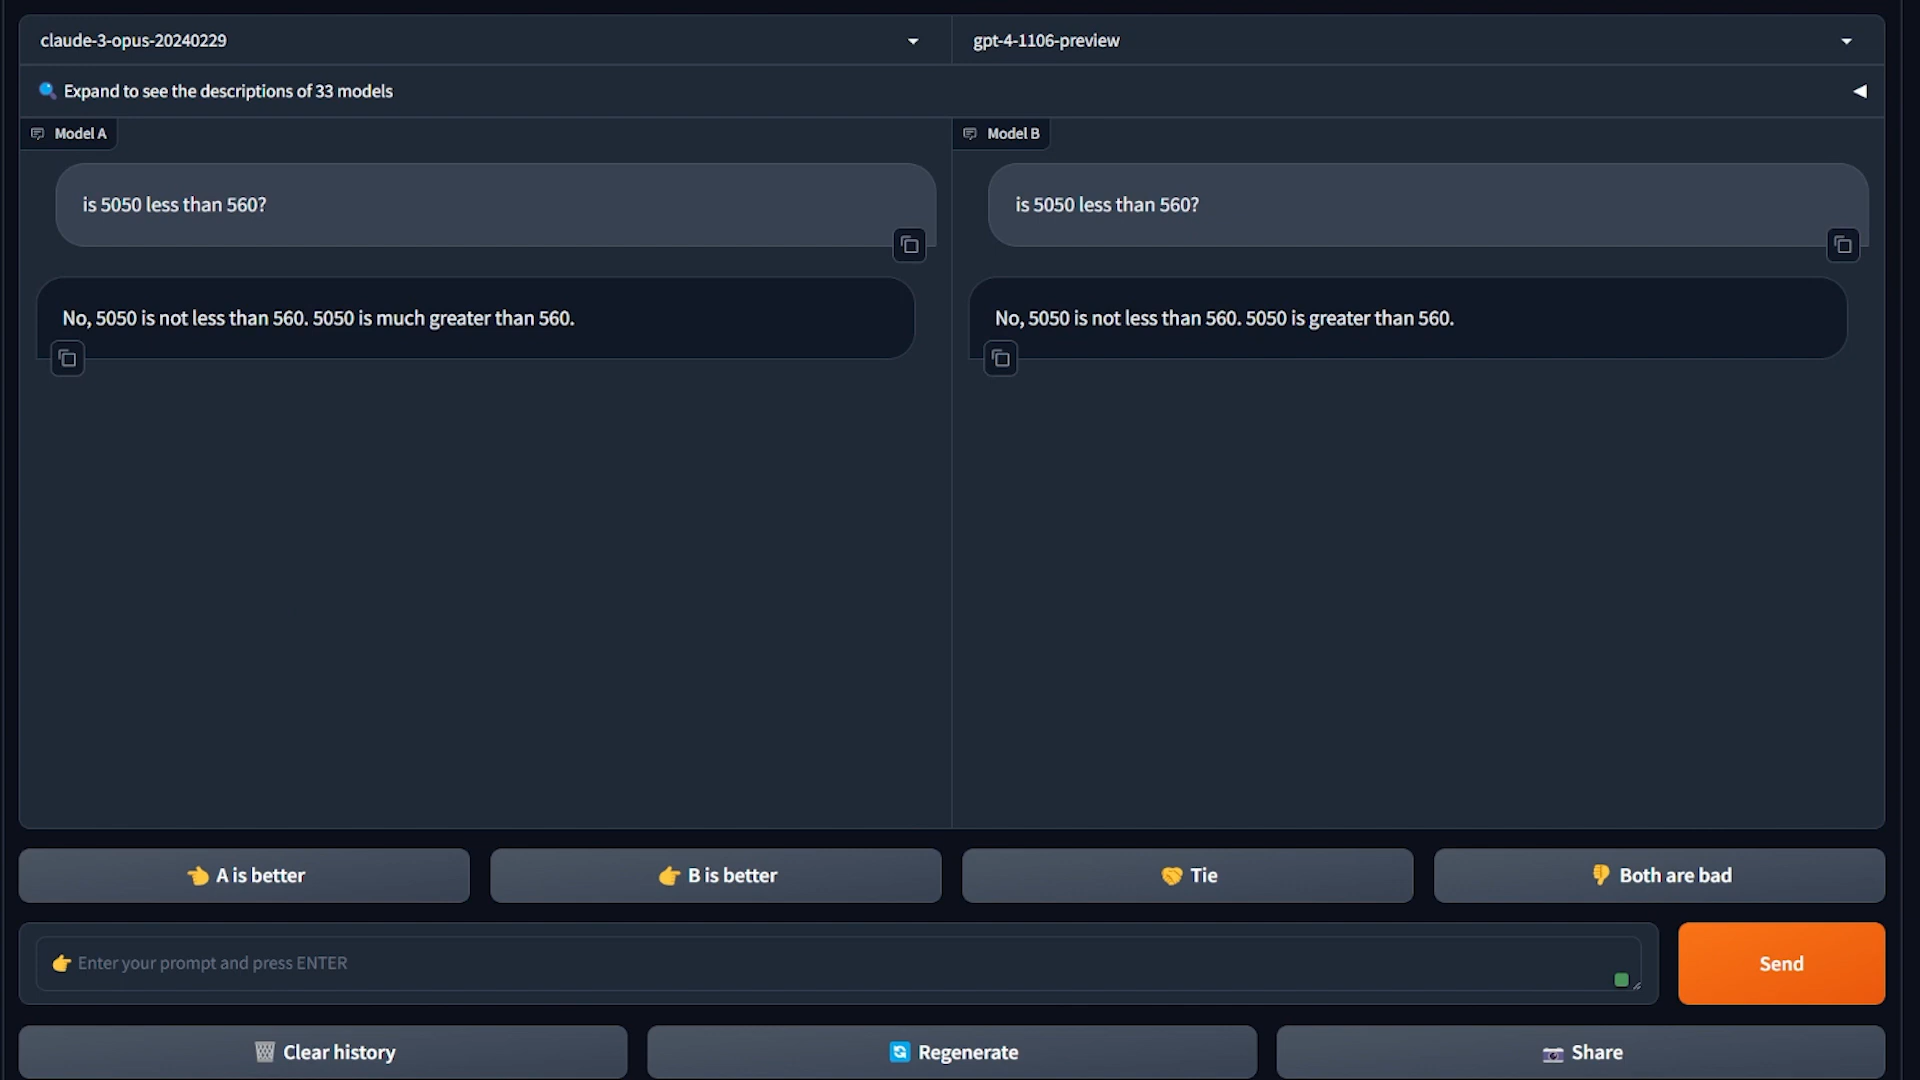 claude-3-opus-20240229
gpt-4-1106-preview
Expand to see the descriptions of 33 models
Model A
is 5050 less than 560?
No, 5050 is not less than 560. 5050 is much greater than 560.
Model B
is 5050 less than 560?
No, 5050 is not less than 560. 5050 is greater than 560.
A is better
B is better
Tie
Both are bad
Enter your prompt and press ENTER
Send
Clear history
Regenerate
Share